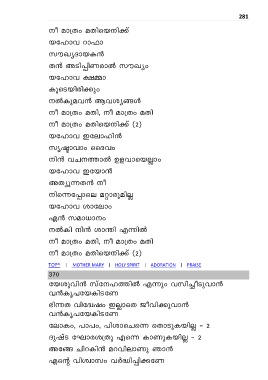 281
നീ മാത്രം മതിയെനിക്ക്
യഹോവ റാഫാ
സൗഖ്യദായകൻ
തൻ അടിപ്പിണരാൽ സൗഖ്യം
യഹോവ ക്ഷമ്മാ
കൂടെയിരിക്കും
നൽകുമവൻ ആവശ്യങ്ങൾ
നീ മാത്രം മതി, നീ മാത്രം മതി
നീ മാത്രം മതിയെനിക്ക് (2)
യഹോവ ഇലോഹിൻ
സൃഷ്ടാവാം ദൈവം
നിൻ വചനത്താൽ ഉളവായെല്ലാം
യഹോവ ഇയോൻ
അത്യുന്നതൻ നീ
നിന്നെപ്പോലെ മറ്റാരുമില്ല
യഹോവ ശാലോം
എൻ സമാധാനം
നൽകി നിൻ ശാന്തി എന്നിൽ
നീ മാത്രം മതി, നീ മാത്രം മതി
നീ മാത്രം മതിയെനിക്ക് (2)
TOP^ | MOTHER MARY | HOLY SPIRIT | ADORATION | PRAISE
370
യേശുവിൻ സ്നേഹത്തിൽ എന്നും വസിച്ചീടുവാൻ
വൻകൃപയേകിടണേ
ഭിന്നത വിദ്വേഷം ഇല്ലാതെ ജീവിക്കുവാൻ
വൻകൃപയേകിടണേ
ലോകം, പാപം, പിശാചെന്നെ തൊടുകയില്ല - 2
ദുഷ്ട ഘോരശത്രു എന്നെ കാണുകയില്ല - 2
അങ്ങേ ചിറകിൻ മറവിലാണു ഞാൻ
എന്റെ വിശ്വാസം വർദ്ധിപ്പിക്കണേ